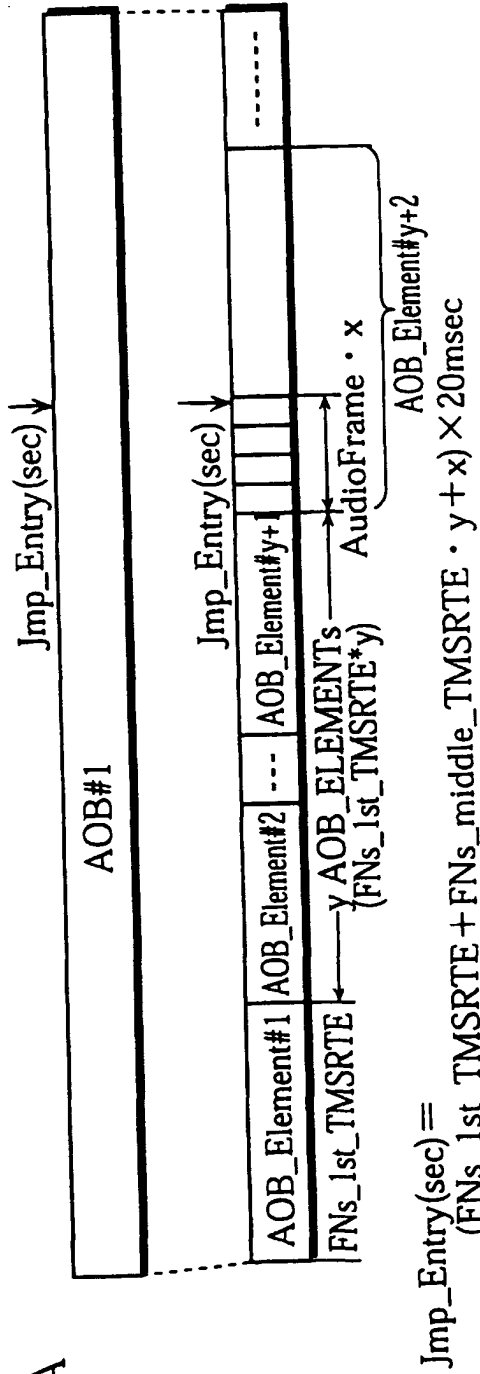 A
Jmp_Entry(sec)
AOB#1
Jmp_Entry(sec)
AOB_Element#1
AOB_Element#2
---
AOB_Element#y+1
-------
FNs_1st_TMSRTE
y AOB_ELEMENTs
(FNs_1st_TMSRTE*y)
AudioFrame・x
AOB_Element#y+2
Jmp_Entry(sec)=
(FNs_1st_TMSRTE+FNs_middle_TMSRTE・y+x)×20msec